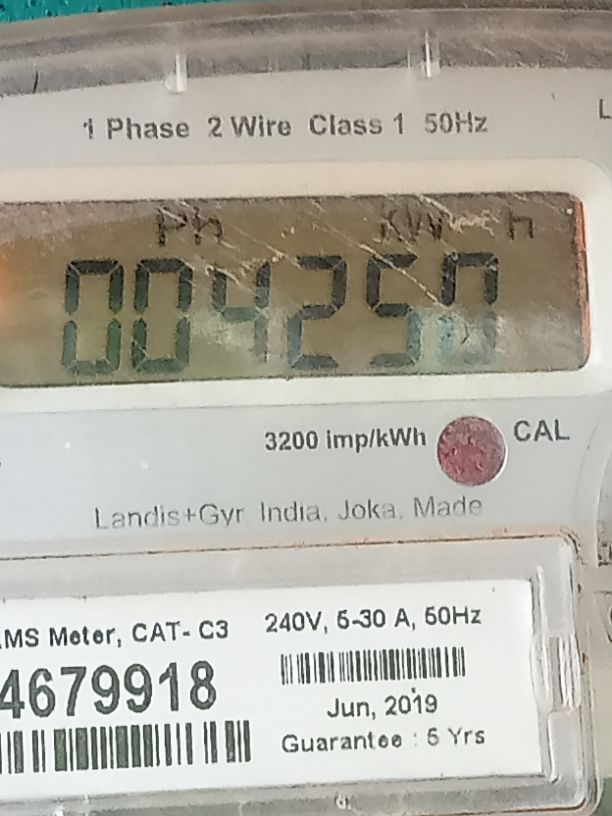 1 Phase 2 Wire Class 1 50Hz
L
Ph kW h
004250
3200 imp/kWh CAL
Landis+Gyr India, Joka, Made
MS Meter, CAT- C3
4679918
240V, 5-30 A, 50Hz
Jun, 2019
Guarantee : 5 Yrs